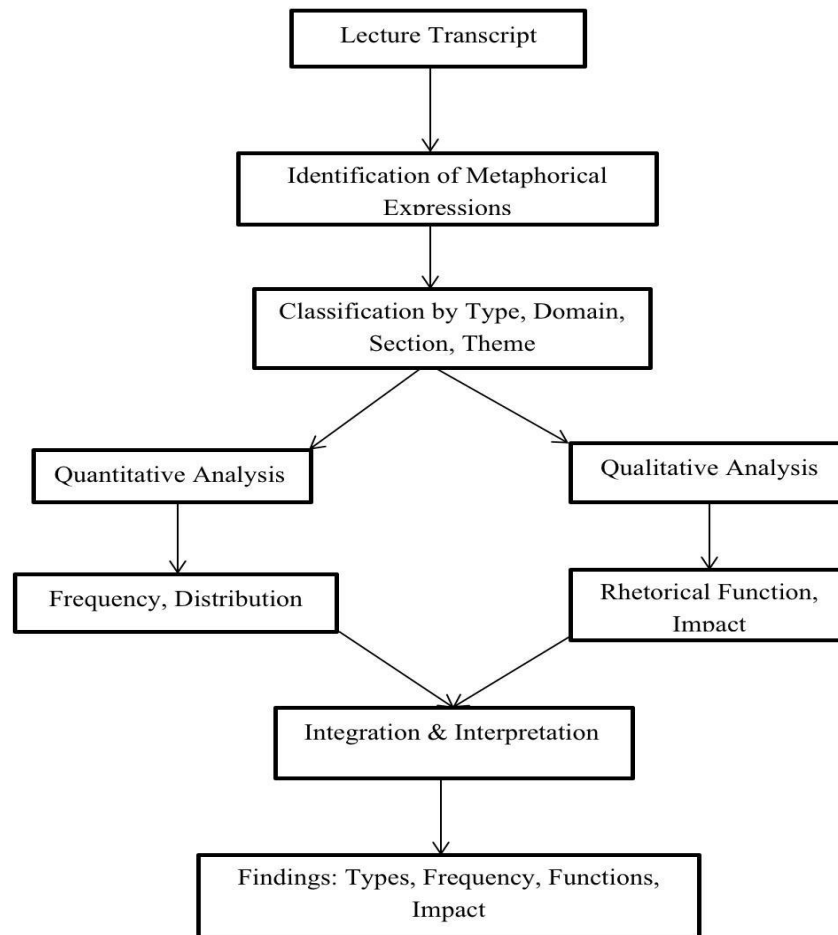 Lecture Transcript
Identification of Metaphorical
Expressions
Classification by Type, Domain,
Section, Theme
Quantitative Analysis
Qualitative Analysis
Frequency, Distribution
Rhetorical Function,
Impact
Integration & Interpretation
Findings: Types, Frequency, Functions,
Impact